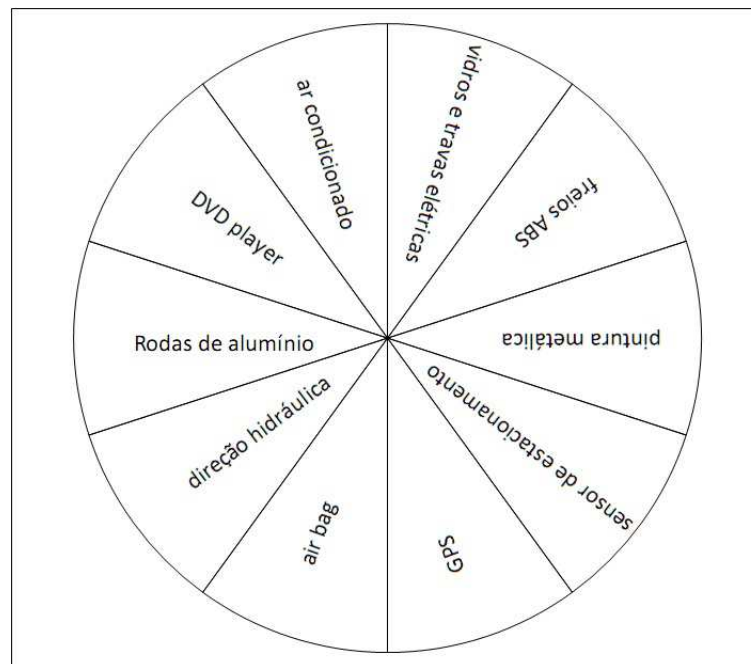 vidros e travas elétricas
freios ABS
pintura metálica
sensor de estacionamento
GPS
air bag
direção hidráulica
Rodas de alumínio
DVD player
ar condicionado